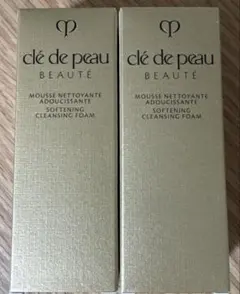 clé de peau
BEAUTÉ
MOUSSE NETTOYANTE
ADOUCISSANTE
SOFTENING
CLEANSING FOAM
clé de peau
BEAUTÉ
MOUSSE NETTOYANTE
ADOUCISSANTE
SOFTENING
CLEANSING FOAM